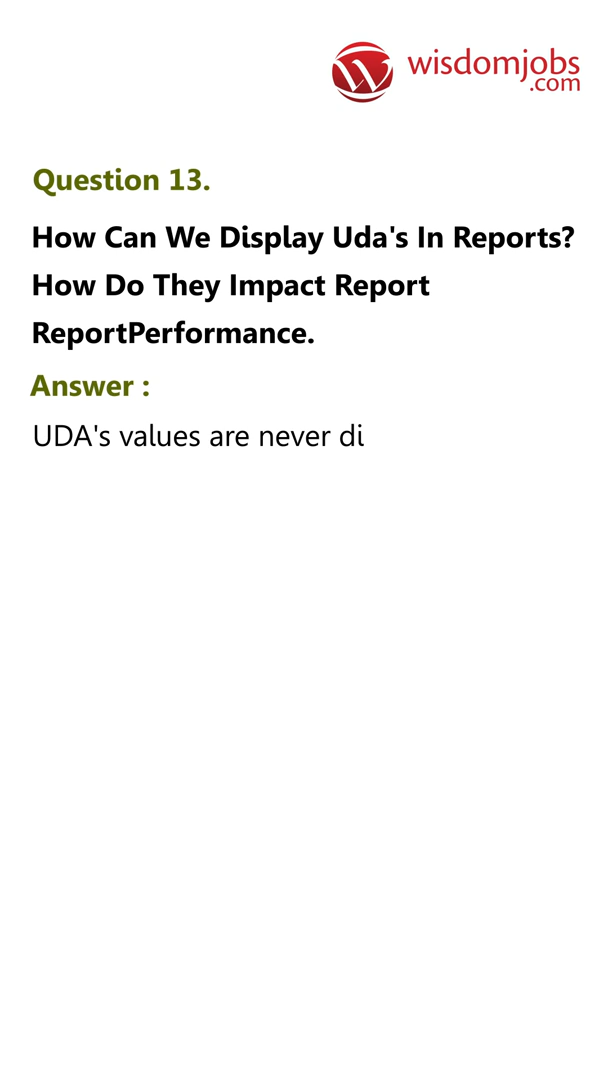 wisdomjobs
.com
Question 13.
How Can We Display Uda's In Reports?
How Do They Impact Report
ReportPerformance.
Answer :
UDA's values are never di